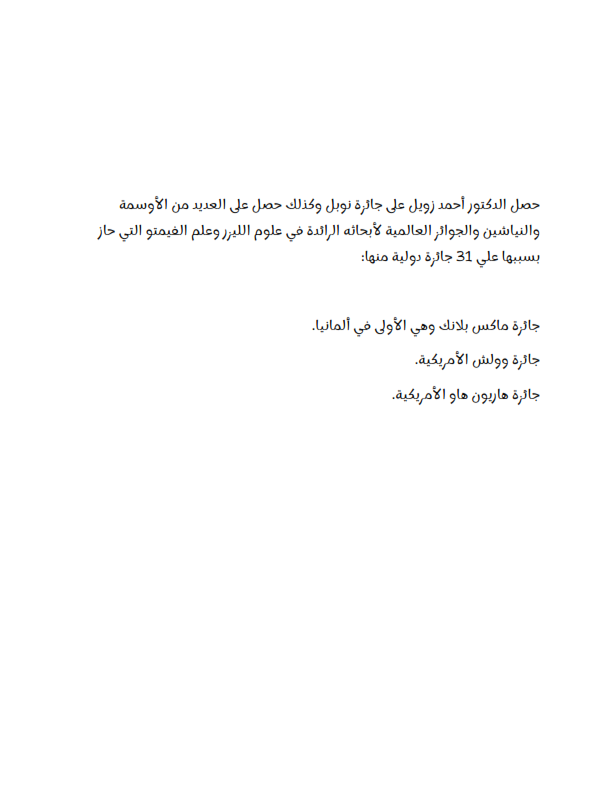 حصل الدكتور أحمد زويل على جائزة نوبل وكذلك حصل على العديد من الأوسمة
والنياشين والجوائز العالمية لأبحاثه الرائدة في علوم الليزر وعلم الفيمتو التي حاز
بسببها علي 31 جائزة دولية منها:
جائزة ماكس بلانك وهي الأولى في ألمانيا.
جائزة وولش الأمريكية.
جائزة هاريون هاو الأمريكية.